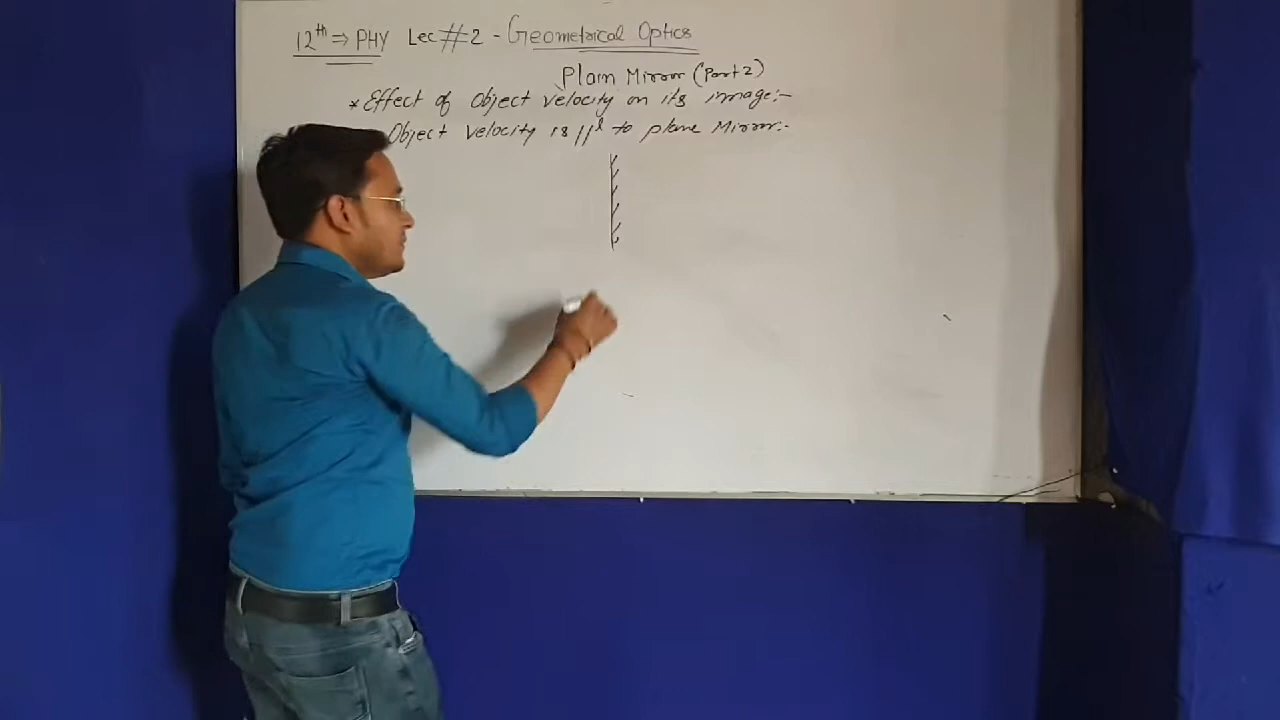 12th ⇒ PHY Lec#2 - Geometrical Optics
Plain Mirror (Part 2)
* Effect of Object velocity on its image:-
Object velocity is ||l to plane Mirror:-